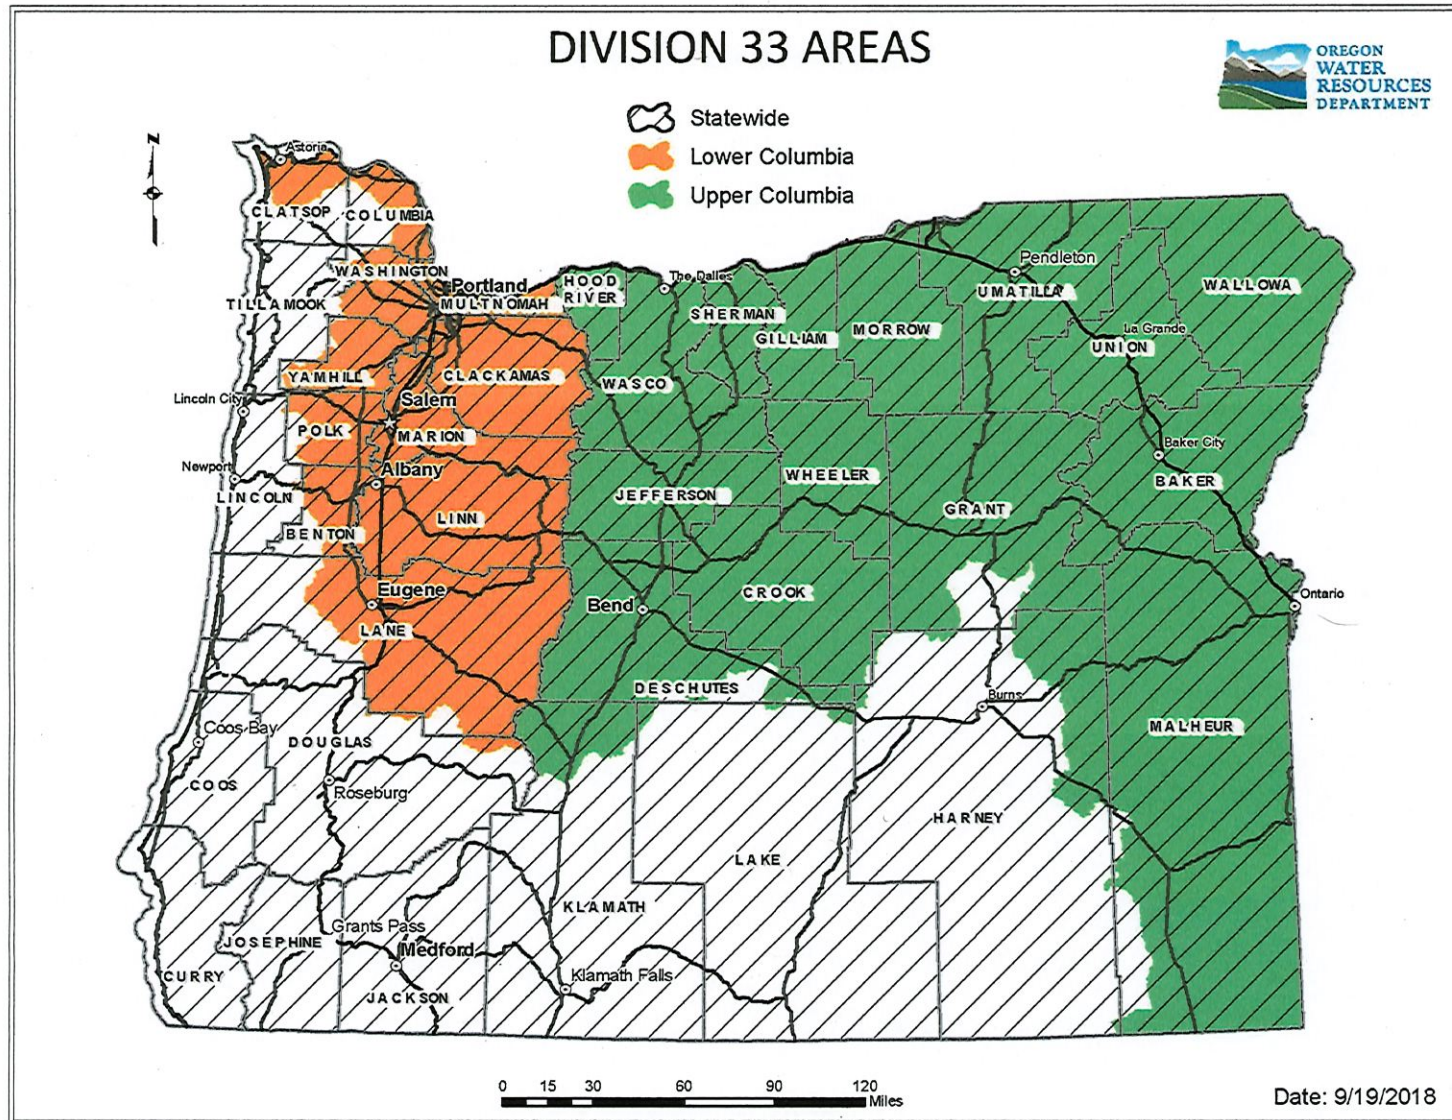 DIVISION 33 AREAS
OREGON
WATER
RESOURCES
DEPARTMENT
Statewide
Lower Columbia
Upper Columbia
N
Astoria
CLATSOP
COLUMBIA
WASHINGTON
Portland
MULTNOMAH
HOOD
RIVER
The Dalles
Pendleton
UMATILLA
WALLOWA
TILLAMOOK
SHERMAN
GILLIAM
MORROW
La Grande
UNION
YAMHILL
CLACKAMAS
WASCO
Lincoln City
Salem
POLK
MARION
Baker City
Newport
Albany
WHEELER
BAKER
LINCOLN
JEFFERSON
LINN
GRANT
BENTON
Eugene
Bend
CROOK
Ontario
LANE
DESCHUTES
Burns
Coos Bay
DOUGLAS
MALHEUR
COOS
Roseburg
HARNEY
LAKE
KLAMATH
Grants Pass
JOSEPHINE
Medford
CURRY
Klamath Falls
JACKSON
0 15 30 60 90 120
Miles
Date: 9/19/2018